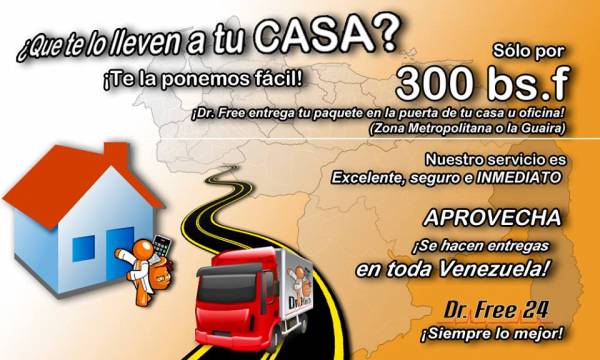 ¿Que te lo lleven a tu CASA?
¡Te la ponemos fácil!
Sólo por
300 bs.f
¡Dr. Free entrega tu paquete en la puerta de tu casa u oficina!
(Zona Metropolitana o la Guaira)
Nuestro servicio es
Excelente, seguro e INMEDIATO
APROVECHA
¡Se hacen entregas
en toda Venezuela!
Dr. Free 24
¡Siempre lo mejor!